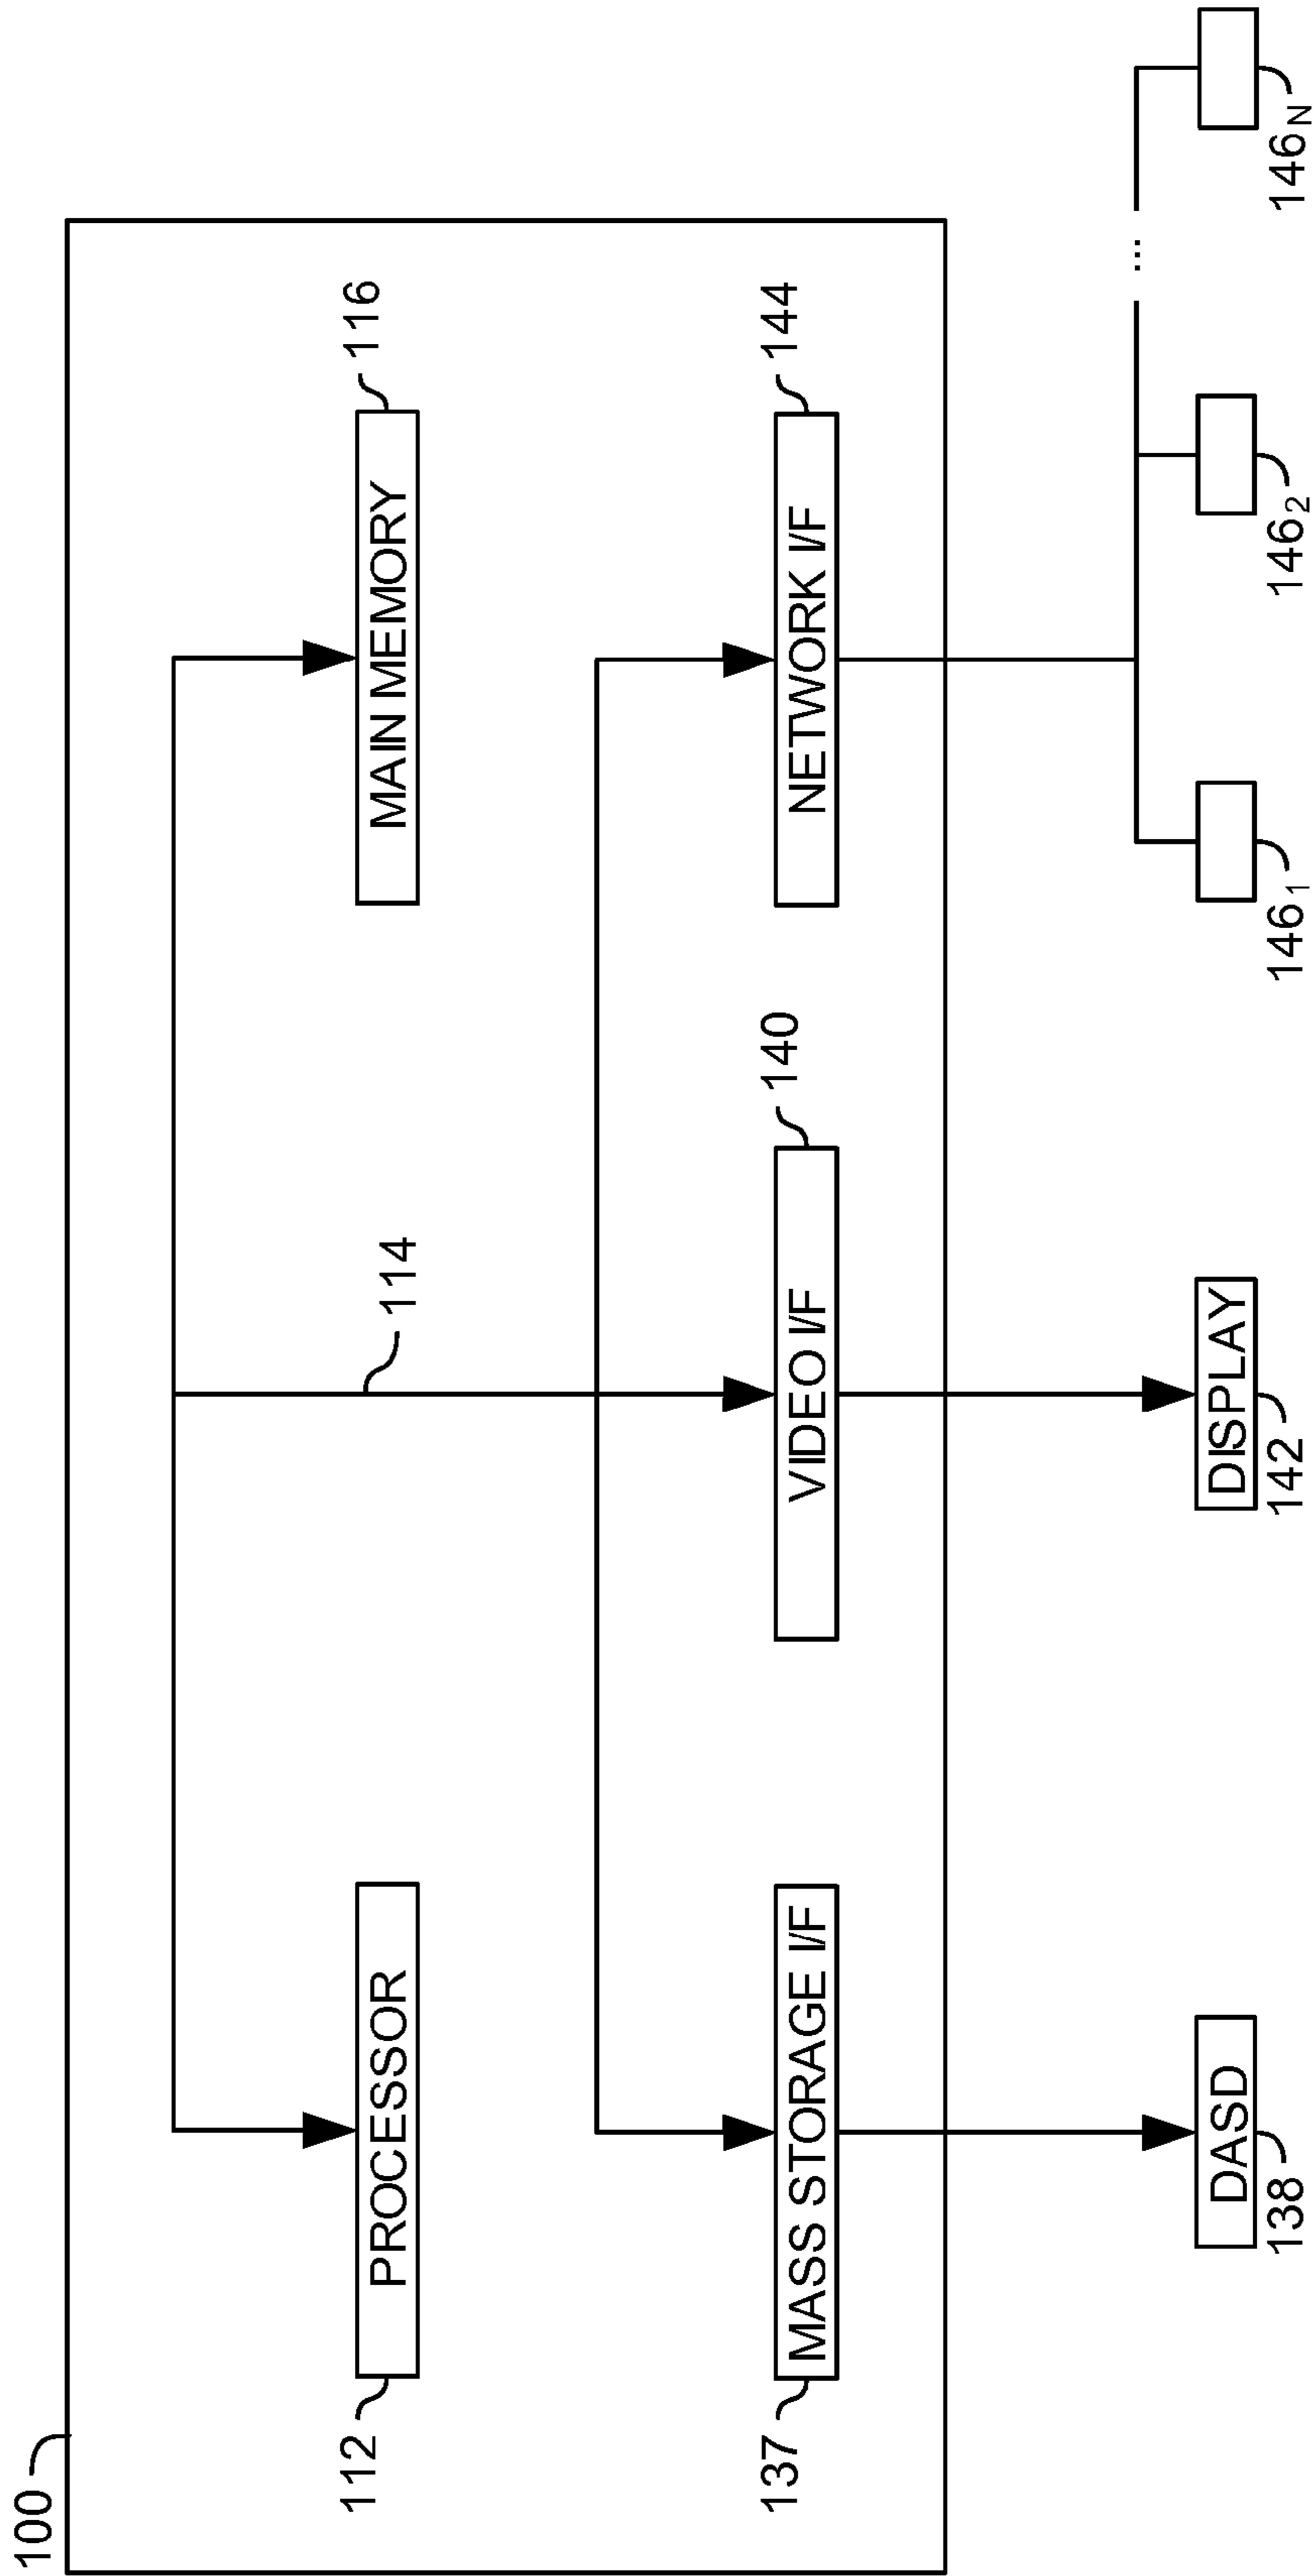 100
112
PROCESSOR
114
MAIN MEMORY
116
137
MASS STORAGE I/F
VIDEO I/F
140
NETWORK I/F
144
...
DASD
138
DISPLAY
142
146₁
146₂
146N